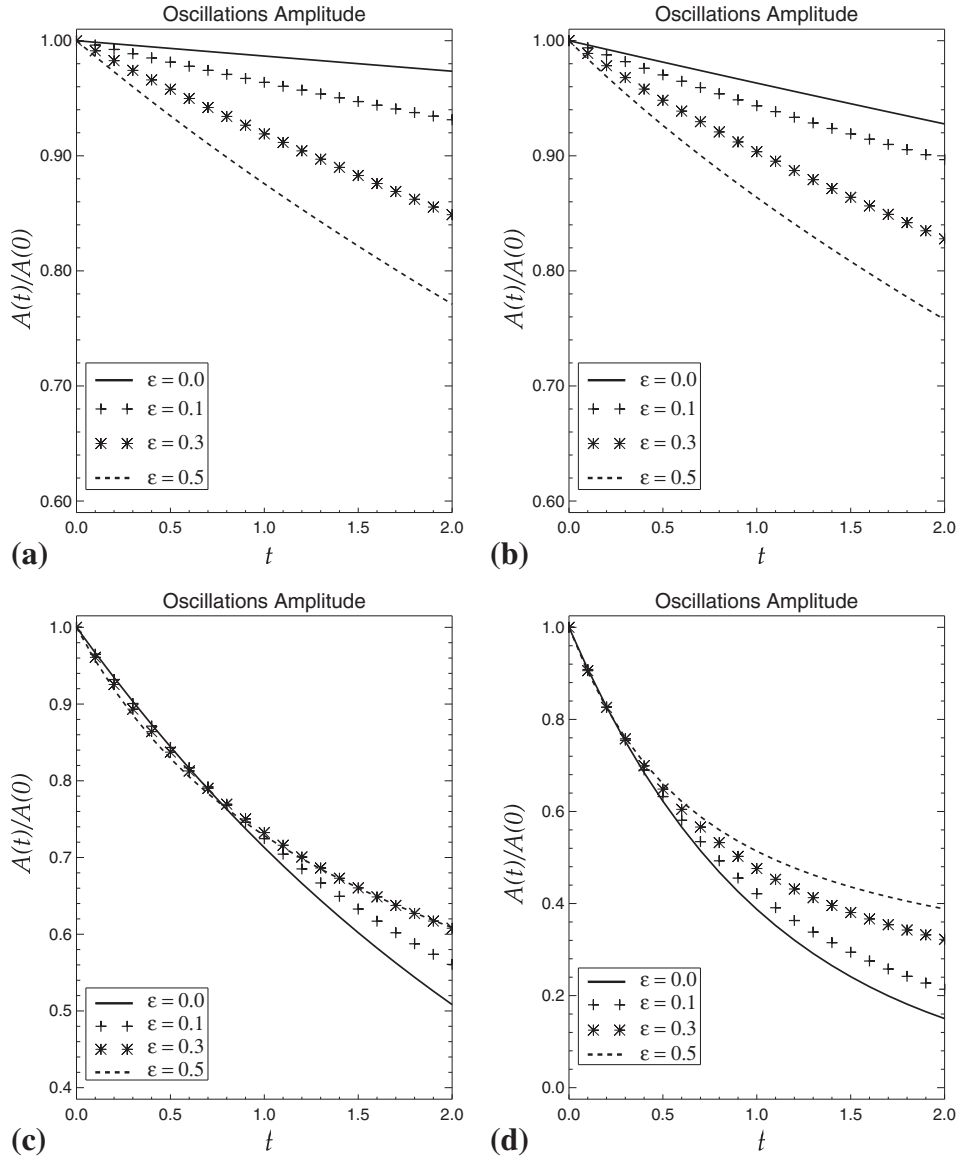 Oscillations Amplitude
1.00
0.90
0.80
0.70
0.60
A(t)/A(0)
ε = 0.0
ε = 0.1
ε = 0.3
ε = 0.5
0.0 0.5 1.0 1.5 2.0
(a)
t
Oscillations Amplitude
1.00
0.90
0.80
0.70
0.60
A(t)/A(0)
ε = 0.0
ε = 0.1
ε = 0.3
ε = 0.5
0.0 0.5 1.0 1.5 2.0
(b)
t
Oscillations Amplitude
1.0
0.9
0.8
0.7
0.6
0.5
0.4
A(t)/A(0)
ε = 0.0
ε = 0.1
ε = 0.3
ε = 0.5
0.0 0.5 1.0 1.5 2.0
(c)
t
Oscillations Amplitude
1.0
0.8
0.6
0.4
0.2
0.0
A(t)/A(0)
ε = 0.0
ε = 0.1
ε = 0.3
ε = 0.5
0.0 0.5 1.0 1.5 2.0
(d)
t